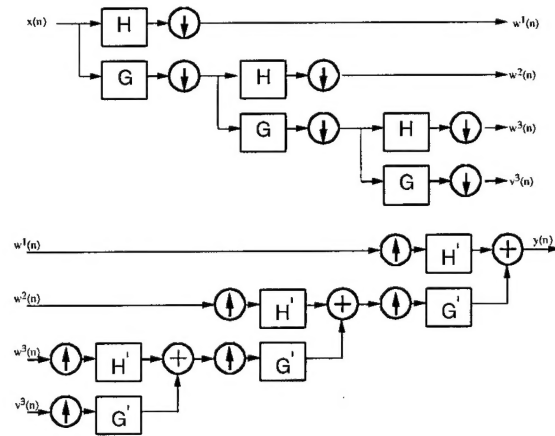 x(n) H w¹(n)
G H w²(n)
G H w³(n)
G v³(n)
w¹(n) H' + y(n)
w²(n) H' + G'
w³(n) H' + G'
v³(n) G'